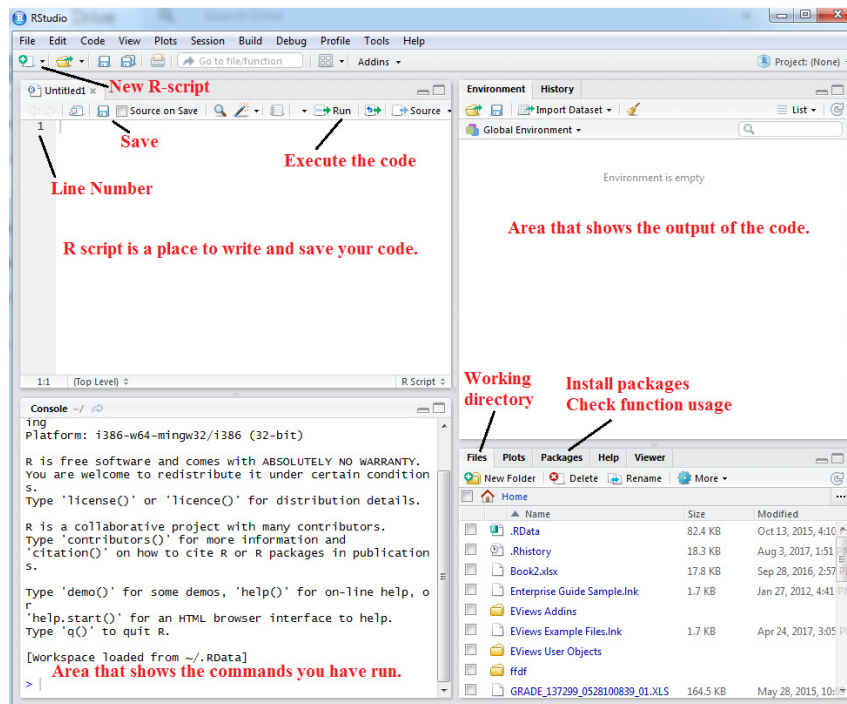 RStudio
File Edit Code View Plots Session Build Debug Profile Tools Help
Go to file/function Addins Project: (None)
New R-script
Untitled1
Source on Save Run Source
Save
Execute the code
1
Line Number
R script is a place to write and save your code.
1:1 (Top Level) R Script
Environment History
Import Dataset List
Global Environment
Environment is empty
Area that shows the output of the code.
Working directory
Install packages
Check function usage
Console ~/
ing
Platform: i386-w64-mingw32/i386 (32-bit)
R is free software and comes with ABSOLUTELY NO WARRANTY.
You are welcome to redistribute it under certain condition
s.
Type 'license()' or 'licence()' for distribution details.
R is a collaborative project with many contributors.
Type 'contributors()' for more information and
'citation()' on how to cite R or R packages in publication
s.
Type 'demo()' for some demos, 'help()' for on-line help, o
r
'help.start()' for an HTML browser interface to help.
Type 'q()' to quit R.
[Workspace loaded from ~/.RData]
Area that shows the commands you have run.
>
Files Plots Packages Help Viewer
New Folder Delete Rename More
Home
Name Size Modified
.RData 82.4 KB Oct 13, 2015, 4:10
.Rhistory 18.3 KB Aug 3, 2017, 1:51
Book2.xlsx 17.8 KB Sep 28, 2016, 2:57
Enterprise Guide Sample.lnk 1.7 KB Jan 27, 2012, 4:41
EViews Addins
EViews Example Files.lnk 1.7 KB Apr 24, 2017, 3:05
EViews User Objects
ffdf
GRADE_137299_0528100839_01.XLS 164.5 KB May 28, 2015,